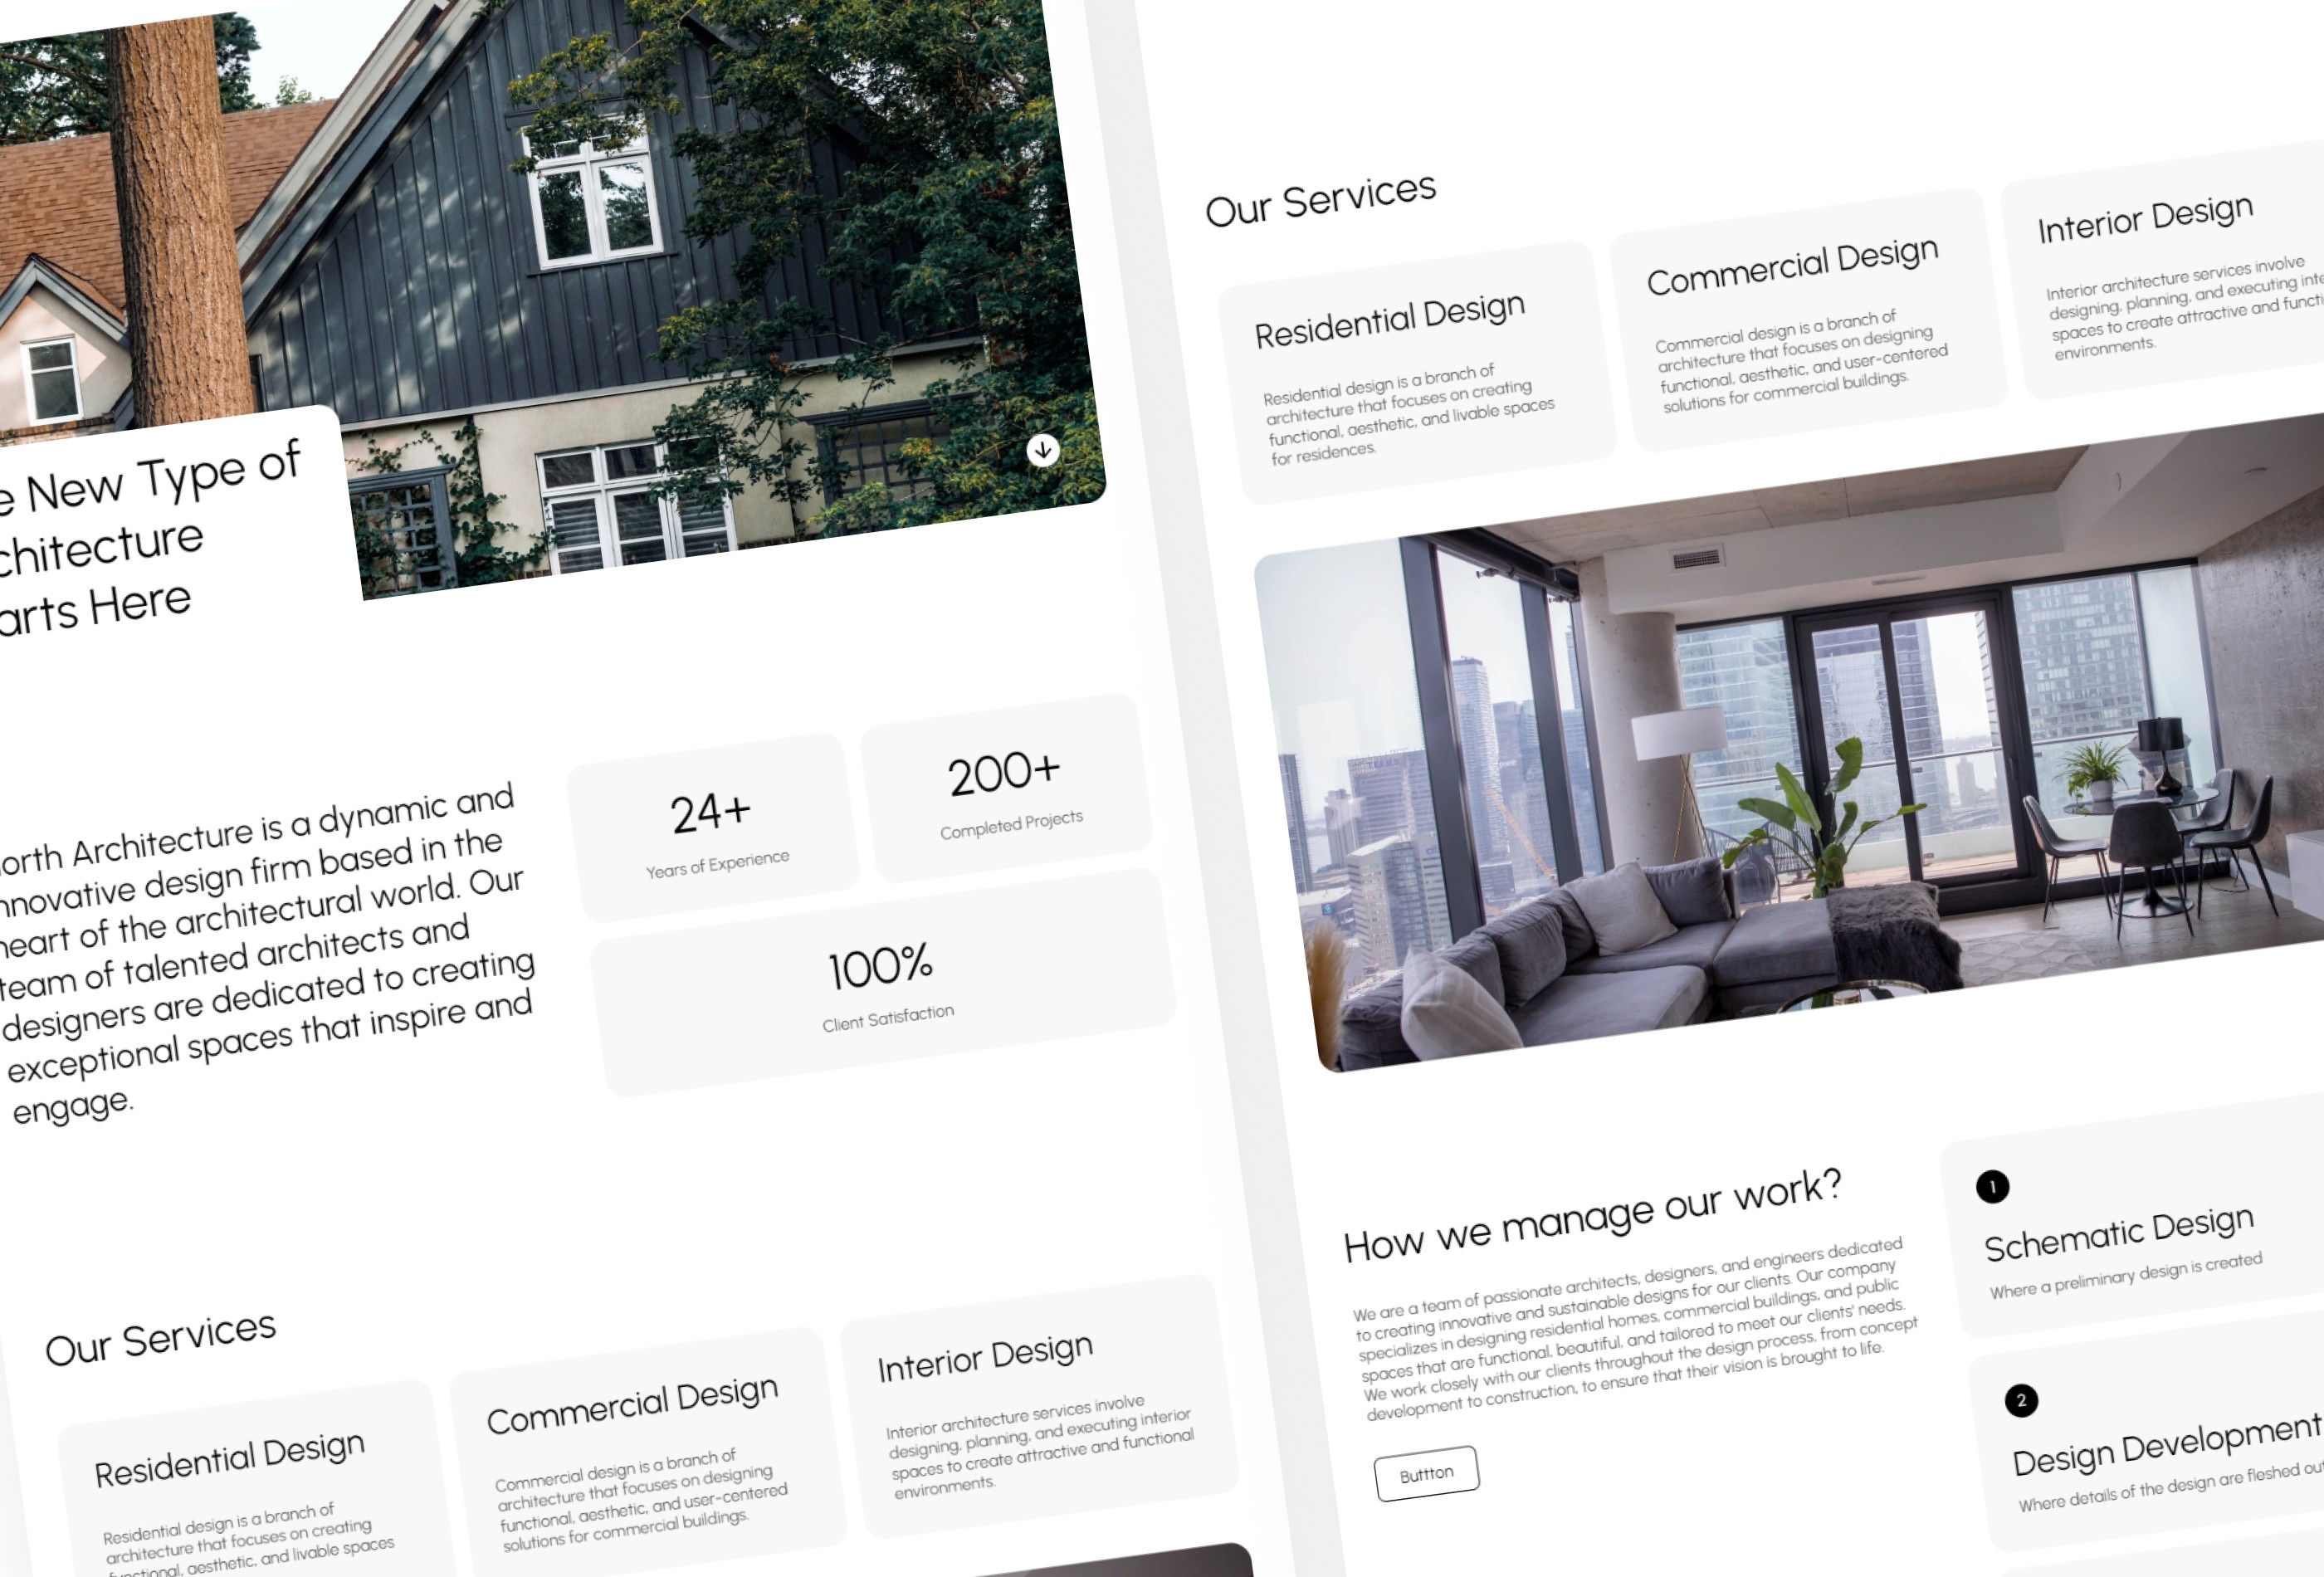 New Type of
Here
Architecture is a dynamic and
design firm based in the
of the architectural world. Our
team of talented architects and
designers are dedicated to creating
exceptional spaces that inspire and
engage.
24+
Years of Experience
200+
Completed Projects
100%
Client Satisfaction
Our Services
Residential Design
Residential design is a branch of
architecture that focuses on creating
aesthetic, and livable spaces
Commercial Design
Commercial design is a branch of
architecture that focuses on designing
functional, aesthetic, and user-centered
solutions for commercial buildings.
Interior Design
Interior architecture services involve
designing, planning, and executing interior
spaces to create attractive and functional
environments.
Our Services
Residential Design
Residential design is a branch of
architecture that focuses on creating
functional, aesthetic, and livable spaces
for residences.
Commercial Design
Commercial design is a branch of
architecture that focuses on designing
functional, aesthetic, and user-centered
solutions for commercial buildings.
Interior Design
Interior architecture services involve
designing, planning, and executing
spaces to create attractive and
environments.
How we manage our work?
We are a team of passionate architects, designers, and engineers dedicated
to creating innovative and sustainable designs for our clients. Our company
specializes in designing residential homes, commercial buildings, and public
spaces that are functional, beautiful, and tailored to meet our clients' needs.
We work closely with our clients throughout the design process, from concept
development to construction, to ensure that their vision is brought to life.
Buttton
1
Schematic Design
Where a preliminary design is created
2
Design Development
Where details of the design are fleshed